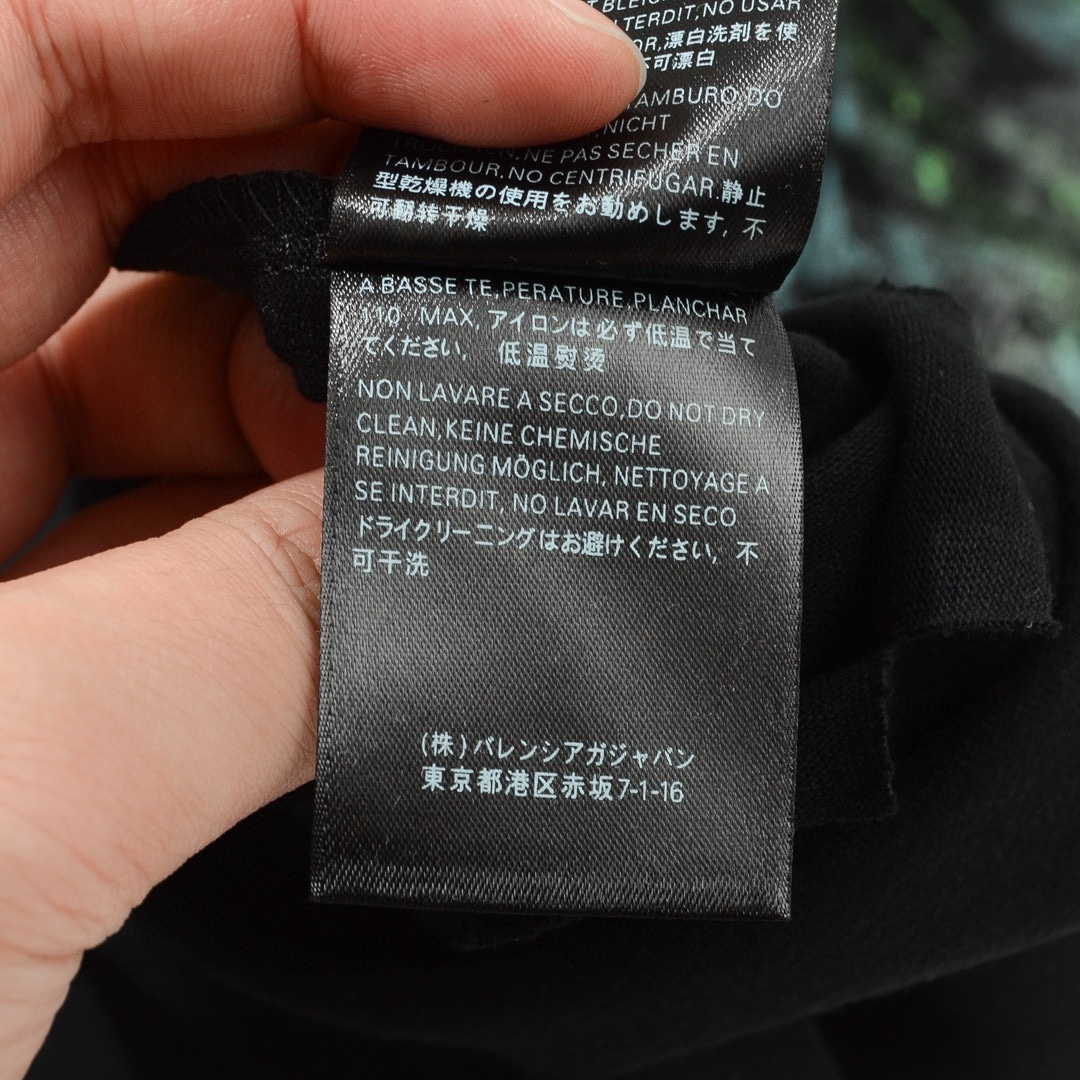 BLEIC
TERDIT,NO USAR
OR,漂白洗剤を使
不可漂白
TAMBURO,DO
NICHT
NE PAS SECHER EN
TAMBOUR.NO CENTRIFUGAR.静止
型乾燥機の使用をお勧めします,不
可翻转干燥
A BASSE TE,PERATURE,PLANCHAR
110 MAX,アイロンは必ず低温で当て
てください, 低温熨烫
NON LAVARE A SECCO,DO NOT DRY
CLEAN,KEINE CHEMISCHE
REINIGUNG MÖGLICH, NETTOYAGE A
SE INTERDIT, NO LAVAR EN SECO
ドライクリーニングはお避けください, 不
可干洗
(株)バレンシアガジャパン
東京都港区赤坂7-1-16